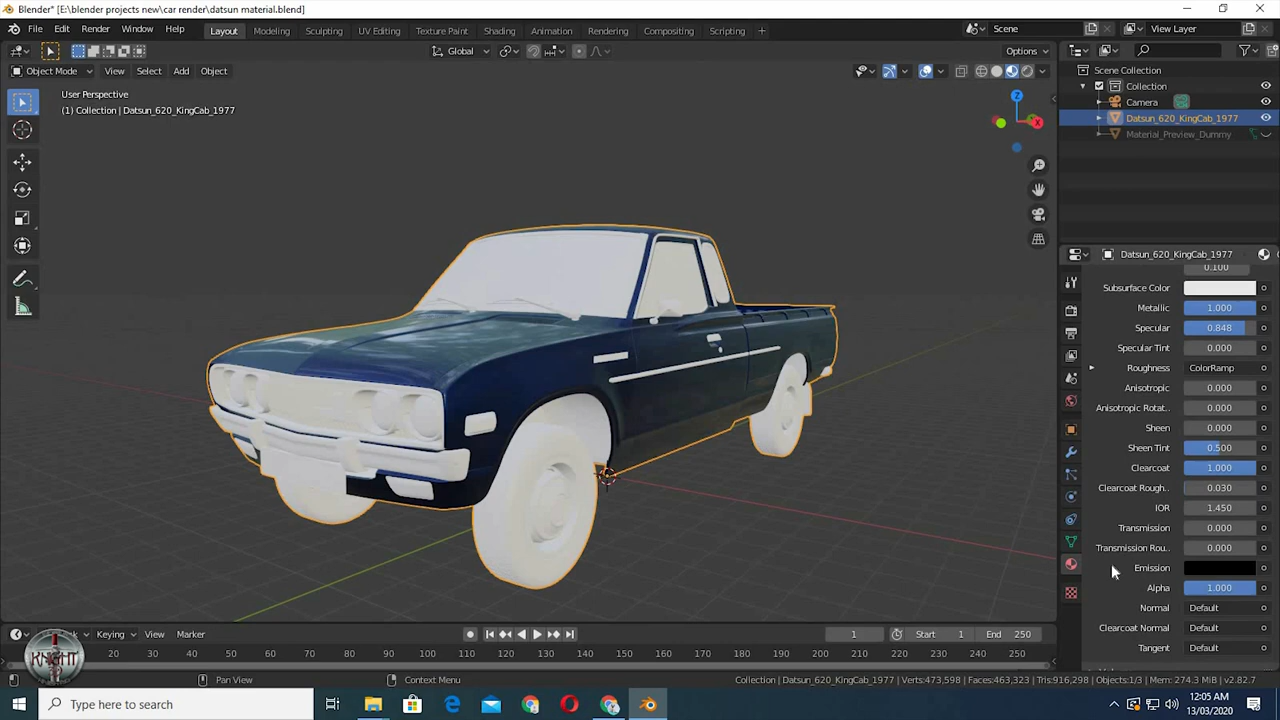 Blender* [E:\blender projects new\car render\datsun material.blend]
File Edit Render Window Help Layout Modeling Sculpting UV Editing Texture Paint Shading Animation Rendering Compositing Scripting + Scene View Layer
Global Options
Object Mode View Select Add Object
User Perspective
(1) Collection | Datsun_620_KingCab_1977
Z
X
Scene Collection
Collection
Camera
Datsun_620_KingCab_1977
Material_Preview_Dummy
Datsun_620_KingCab_1977
0.100
Subsurface Color
Metallic 1.000
Specular 0.848
Specular Tint 0.000
Roughness ColorRamp
Anisotropic 0.000
Anisotropic Rotat.. 0.000
Sheen 0.000
Sheen Tint 0.500
Clearcoat 1.000
Clearcoat Rough.. 0.030
IOR 1.450
Transmission 0.000
Transmission Rou.. 0.000
Emission
Alpha 1.000
Normal Default
Clearcoat Normal Default
Tangent Default
Keying View Marker 1 Start 1 End 250
20 30 40 50 60 70 80 90 100 110 120 130 140 150 160 170 180 190 200 210 220 230 240 250
KNIGHT
Pan View Context Menu Collection | Datsun_620_KingCab_1977 | Verts:473,598 | Faces:463,323 | Tris:916,298 | Objects:1/3 | Mem: 274.3 MiB | v2.82.7
Type here to search
12:05 AM
13/03/2020